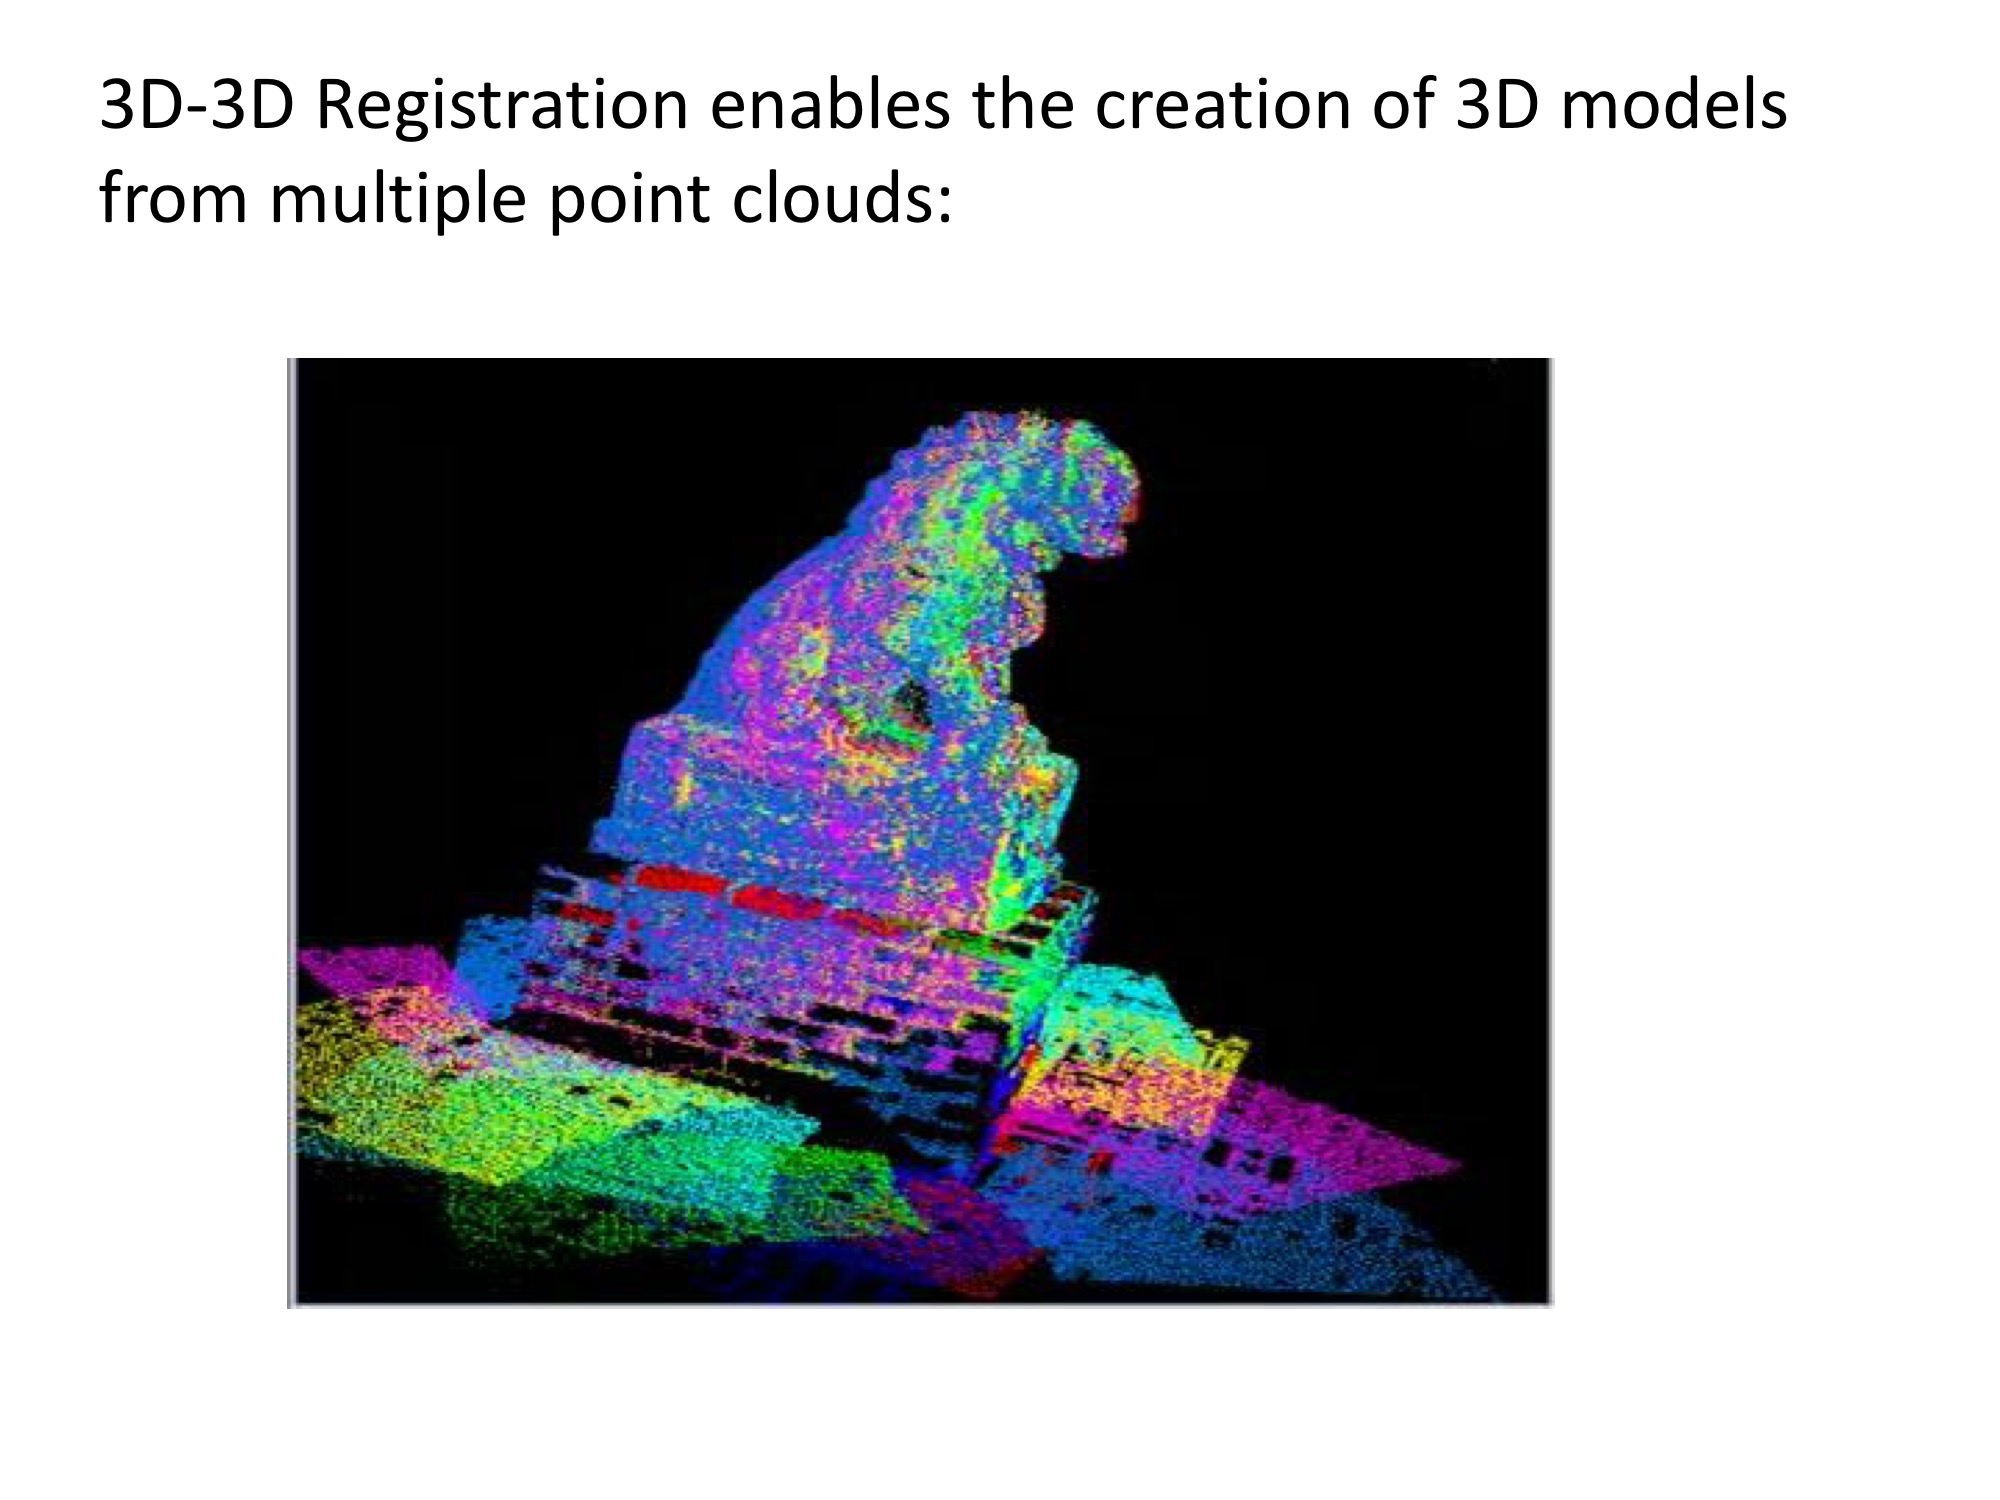 3D-3D Registration enables the creation of 3D models
from multiple point clouds: